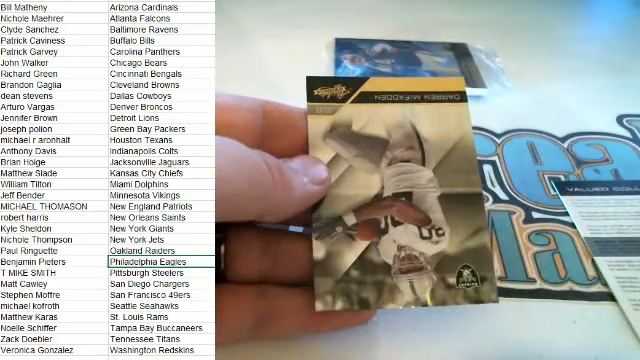 Bill Matheny Arizona Cardinals
Nichole Maehrer Atlanta Falcons
Clyde Sanchez Baltimore Ravens
Patrick Caviness Buffalo Bills
Patrick Garvey Carolina Panthers
John Walker Chicago Bears
Richard Green Cincinnati Bengals
Brandon Gaglia Cleveland Browns
dean stevens Dallas Cowboys
Arturo Vargas Denver Broncos
Jennifer Brown Detroit Lions
joseph polion Green Bay Packers
michael r aronhalt Houston Texans
Anthony Davis Indianapolis Colts
Brian Hoige Jacksonville Jaguars
Matthew Slade Kansas City Chiefs
William Tilton Miami Dolphins
Jeff Bender Minnesota Vikings
MICHAEL THOMASON New England Patriots
robert harris New Orleans Saints
Kyle Sheldon New York Giants
Nichole Thompson New York Jets
Paul Ringuette Oakland Raiders
Benjamin Pieters Philadelphia Eagles
T MIKE SMITH Pittsburgh Steelers
Matt Cawley San Diego Chargers
Stephen Moffre San Francisco 49ers
michael kofroth Seattle Seahawks
Matthew Karas St. Louis Rams
Noelle Schiffer Tampa Bay Buccaneers
Zack Doebler Tennessee Titans
Veronica Gonzalez Washington Redskins
DARREN McFADDEN
VALUED COLL